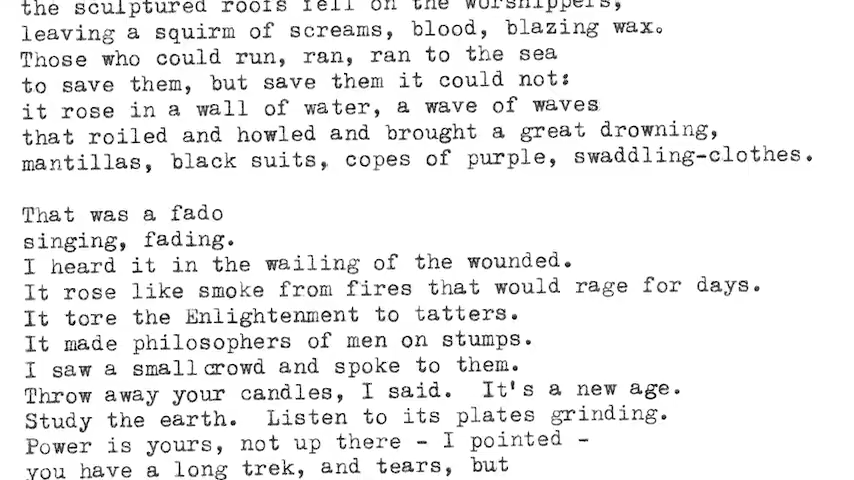 the sculptured roofs fell on the worshippers,
leaving a squirm of screams, blood, blazing wax.
Those who could run, ran, ran to the sea
to save them, but save them it could not:
it rose in a wall of water, a wave of waves
that roiled and howled and brought a great drowning,
mantillas, black suits, copes of purple, swaddling-clothes.

That was a fado
singing, fading.
I heard it in the wailing of the wounded.
It rose like smoke from fires that would rage for days.
It tore the Enlightenment to tatters.
It made philosophers of men on stumps.
I saw a small crowd and spoke to them.
Throw away your candles, I said.  It's a new age.
Study the earth.  Listen to its plates grinding.
Power is yours, not up there - I pointed -
you have a long trek, and tears, but